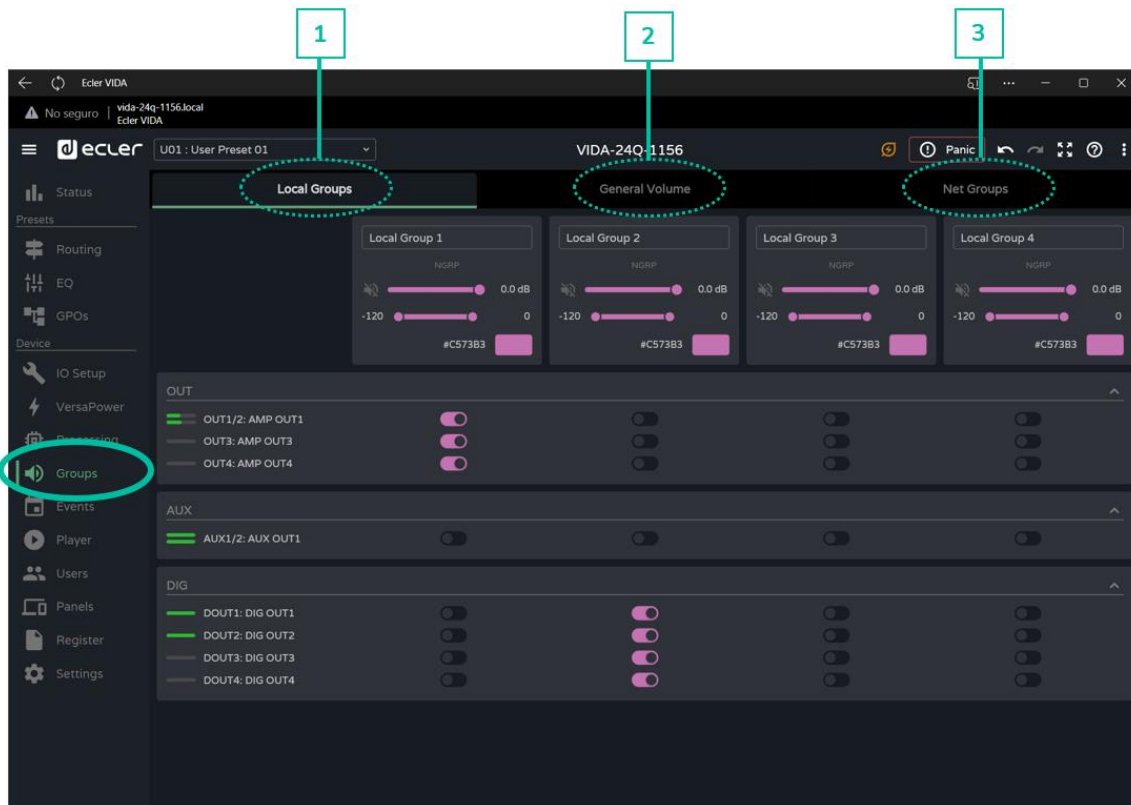 1 2 3
Ecler VIDA
No seguro | vida-24q-1156.local
Ecler VIDA
ecler U01 : User Preset 01 VIDA-24Q-1156 Panic
Status
Local Groups General Volume Net Groups
Presets
Local Group 1 Local Group 2 Local Group 3 Local Group 4
Routing
NGRP NGRP NGRP NGRP
EQ
0.0 dB 0.0 dB 0.0 dB 0.0 dB
GPOs
-120 0 -120 0 -120 0 -120 0
Device
#C573B3 #C573B3 #C573B3 #C573B3
IO Setup
OUT
VersaPower
OUT1/2: AMP OUT1
Processing
OUT3: AMP OUT3
OUT4: AMP OUT4
Groups
Events
AUX
Player
AUX1/2: AUX OUT1
Users
DIG
Panels
DOUT1: DIG OUT1
DOUT2: DIG OUT2
Register
DOUT3: DIG OUT3
Settings
DOUT4: DIG OUT4